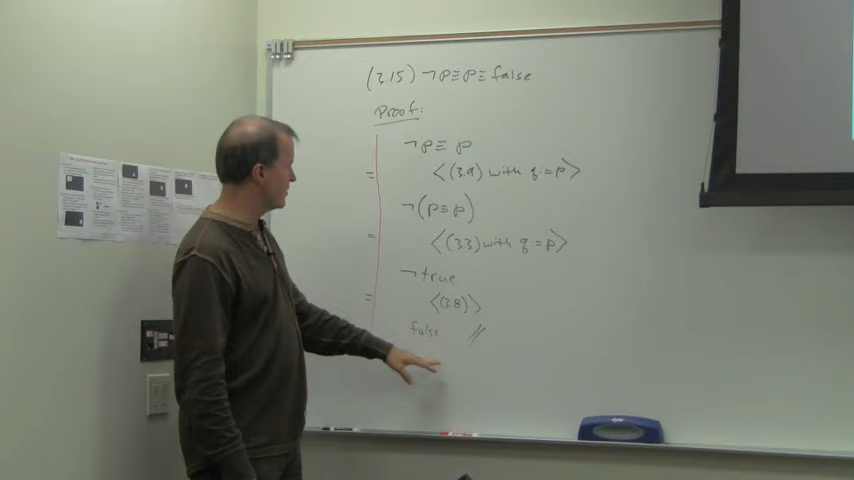 (3.15) ¬p≡p≡false
Proof:
¬p≡p
= ⟨(3.9) with q:=p⟩
¬(p≡p)
= ⟨(3.3) with q:=p⟩
¬true
= ⟨(3.8)⟩
false //